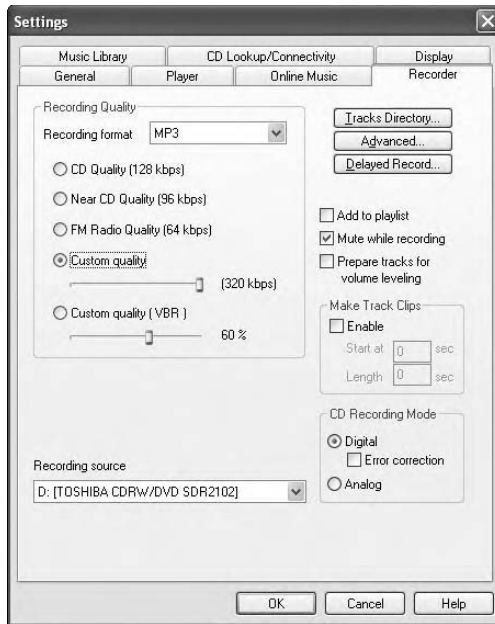 Settings
Music Library
CD Lookup/Connectivity
Display
General
Player
Online Music
Recorder
Recording Quality
Recording format
MP3
CD Quality (128 kbps)
Near CD Quality (96 kbps)
FM Radio Quality (64 kbps)
Custom quality
(320 kbps)
Custom quality ( VBR )
60 %
Recording source
D: [TOSHIBA CDRW/DVD SDR2102]
Tracks Directory...
Advanced...
Delayed Record...
Add to playlist
Mute while recording
Prepare tracks for
volume leveling
Make Track Clips
Enable
Start at 0 sec
Length 0 sec
CD Recording Mode
Digital
Error correction
Analog
OK
Cancel
Help